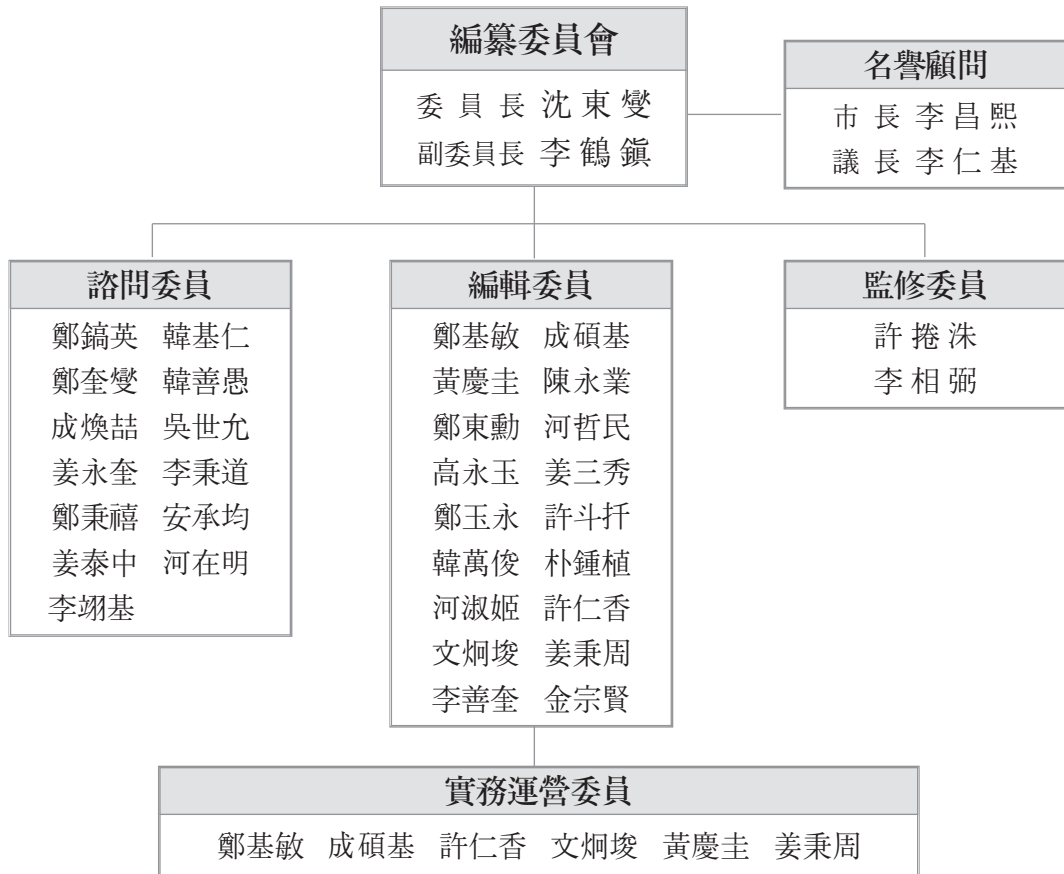 編纂委員會
委 員 長 沈 東 燮
副委員長 李 鶴 鎭
名譽顧問
市 長 李 昌 熙
議 長 李 仁 基
諮問委員
鄭鎬英 韓基仁
鄭奎燮 韓善愚
成煥喆 吳世允
姜永奎 李秉道
鄭秉禧 安承均
姜泰中 河在明
李翊基
編輯委員
鄭基敏 成碩基
黃慶圭 陳永業
鄭東勳 河哲民
高永玉 姜三秀
鄭玉永 許斗扦
韓萬俊 朴鍾植
河淑姬 許仁香
文炯埈 姜秉周
李善奎 金宗賢
監修委員
許 捲 洙
李 相 弼
實務運營委員
鄭基敏 成碩基 許仁香 文炯埈 黃慶圭 姜秉周